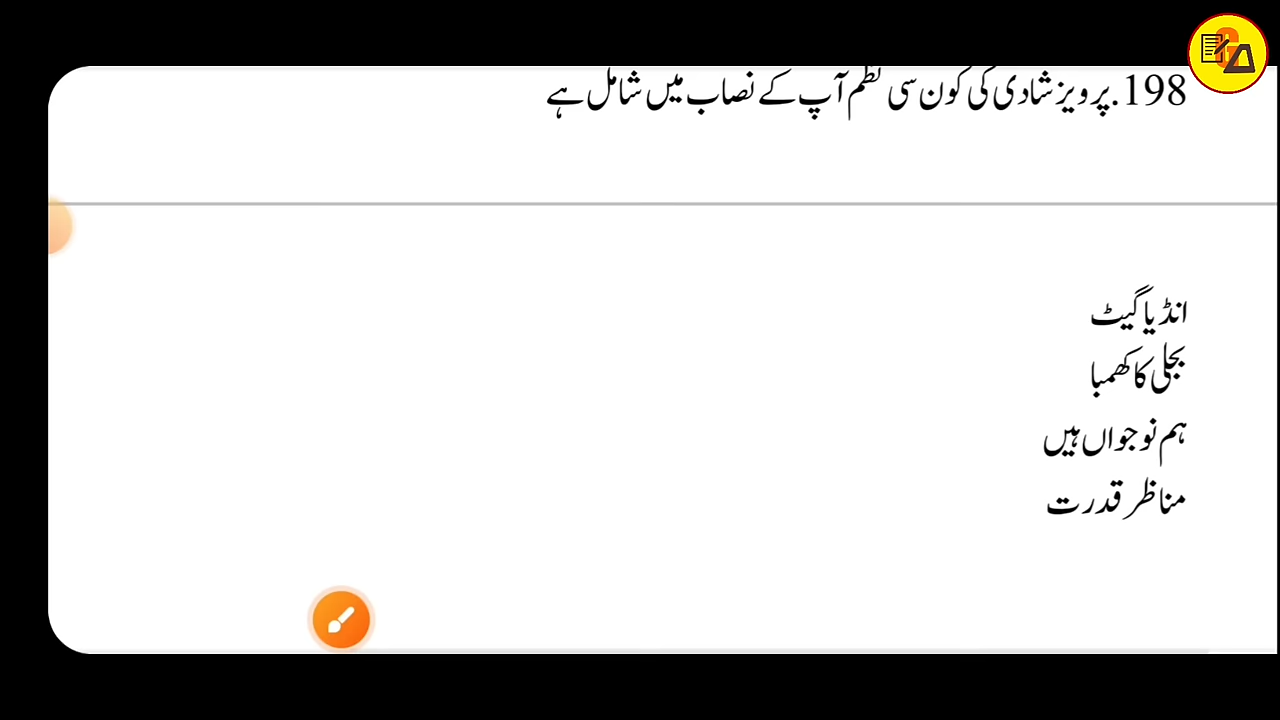 198.پرویز شادی کی کون سی نظم آپ کے نصاب میں شامل ہے
انڈیا گیٹ
بجلی کا کھمبا
ہم نوجواں ہیں
مناظر قدرت